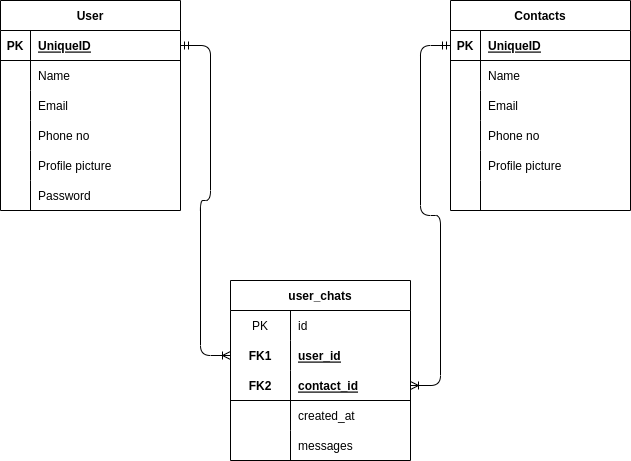 User
PK UniqueID
Name
Email
Phone no
Profile picture
Password
Contacts
PK UniqueID
Name
Email
Phone no
Profile picture
user_chats
PK id
FK1 user_id
FK2 contact_id
created_at
messages